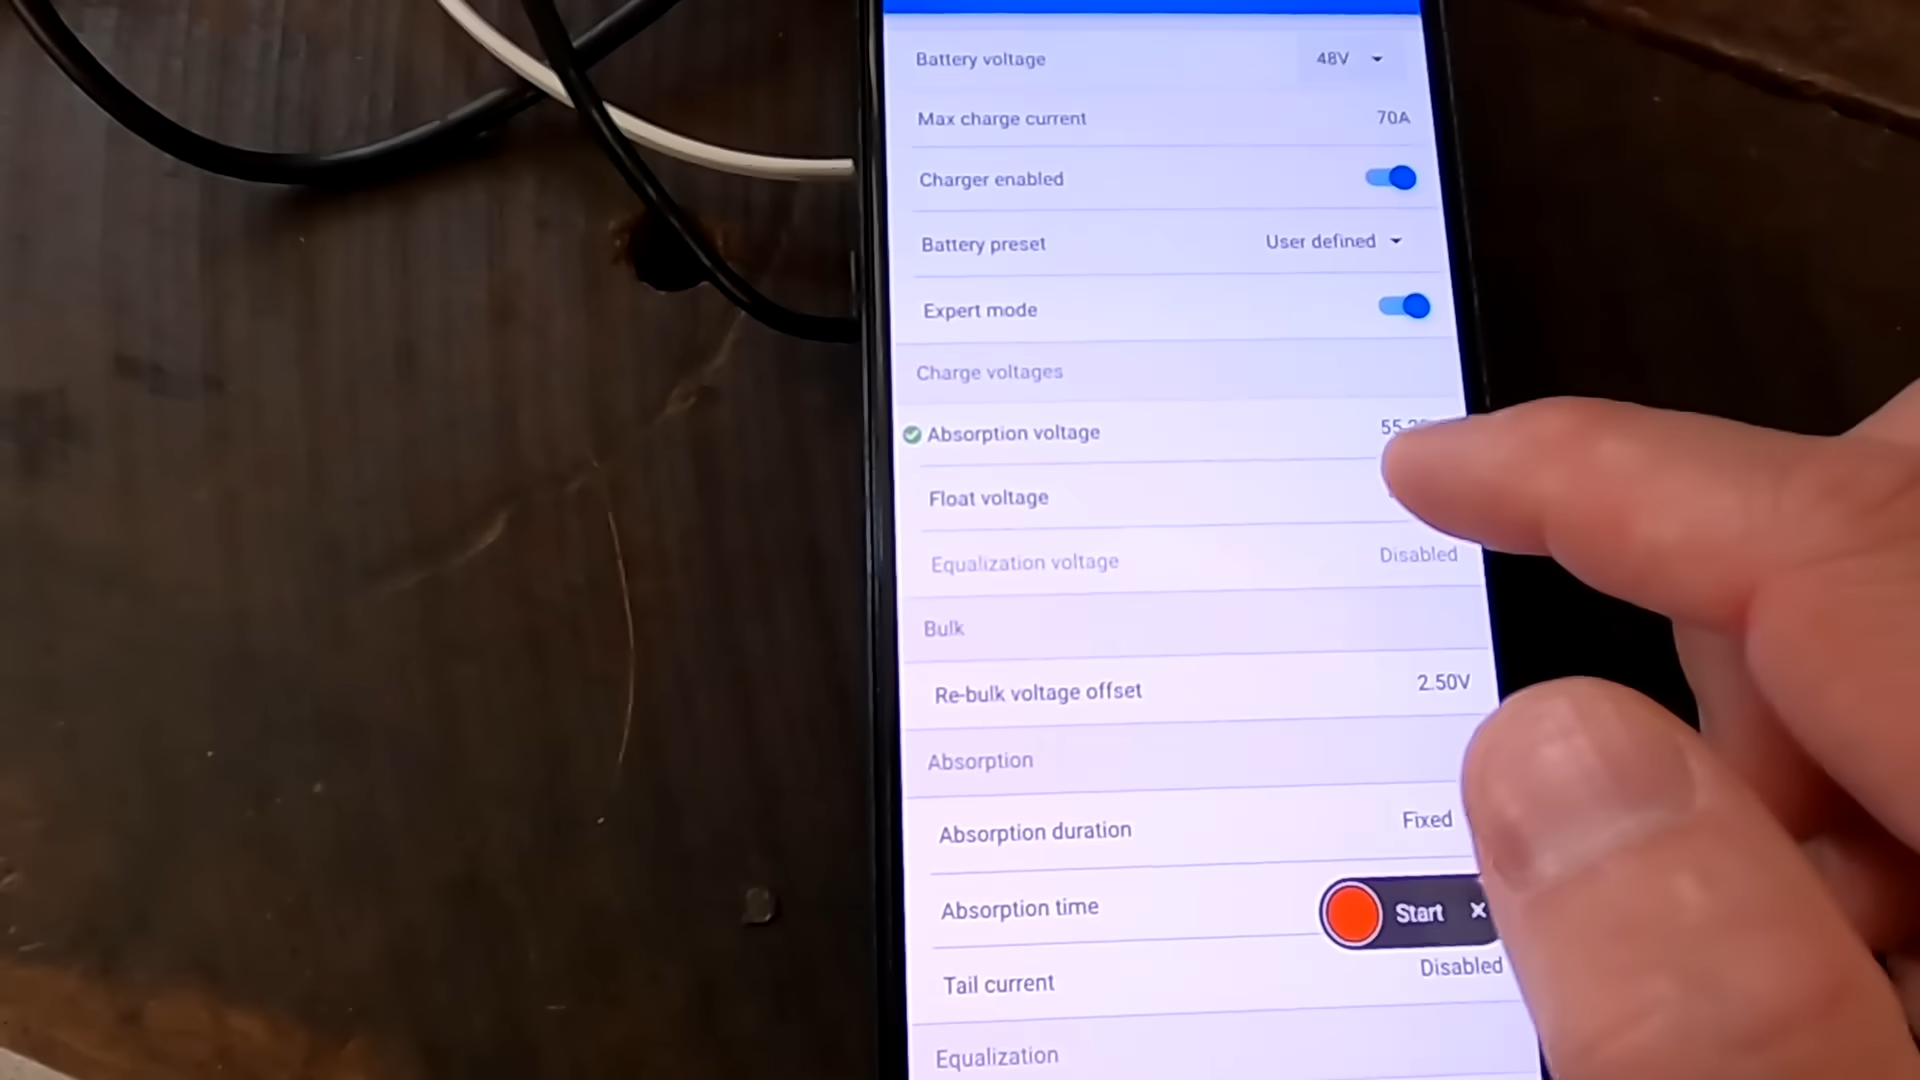 Battery voltage 48V
Max charge current 70A
Charger enabled
Battery preset User defined
Expert mode
Charge voltages
Absorption voltage
Float voltage
Equalization voltage Disabled
Bulk
Re-bulk voltage offset 2.50V
Absorption
Absorption duration Fixed
Absorption time
Start
Tail current Disabled
Equalization